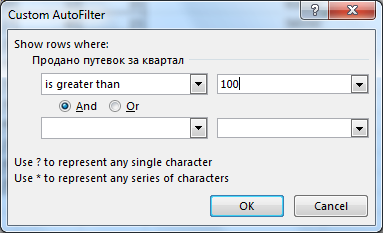 Custom AutoFilter
Show rows where:
Продано путевок за квартал
is greater than 100
And Or
Use ? to represent any single character
Use * to represent any series of characters
OK Cancel